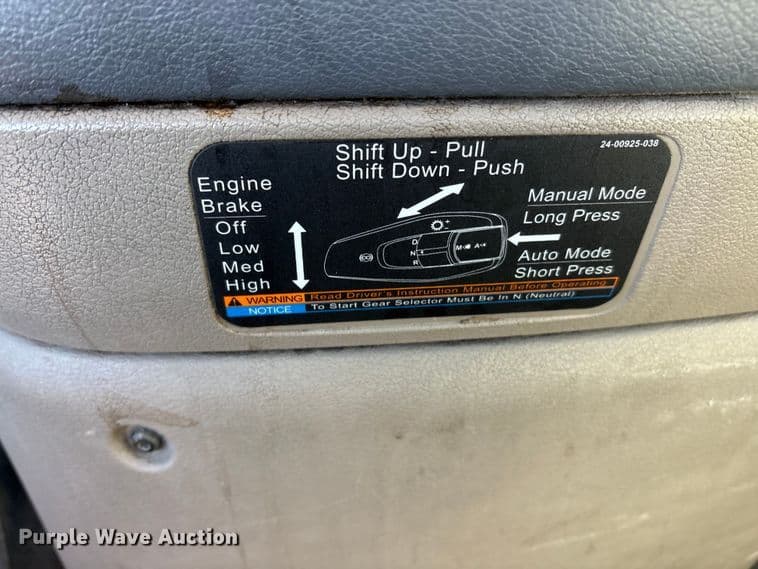 24-00925-038
Shift Up - Pull
Shift Down - Push
Engine
Brake
Off
Low
Med
High
Manual Mode
Long Press
Auto Mode
Short Press
D
N
R
M
A
WARNING Read Driver's Instruction Manual Before Operating
NOTICE To Start Gear Selector Must Be In N (Neutral)
Purple Wave Auction